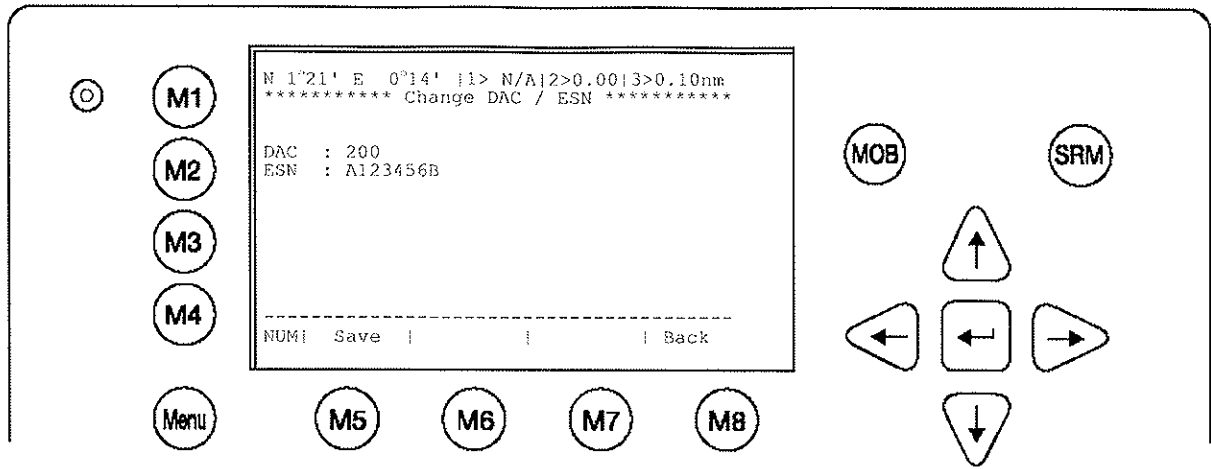 N 1°21' E 0°14' |1> N/A|2>0.00|3>0.10nm
*********** Change DAC / ESN ***********
DAC : 200
ESN : A123456B
NUM| Save | | | Back
M1
M2
M3
M4
Menu
M5
M6
M7
M8
MOB
SRM